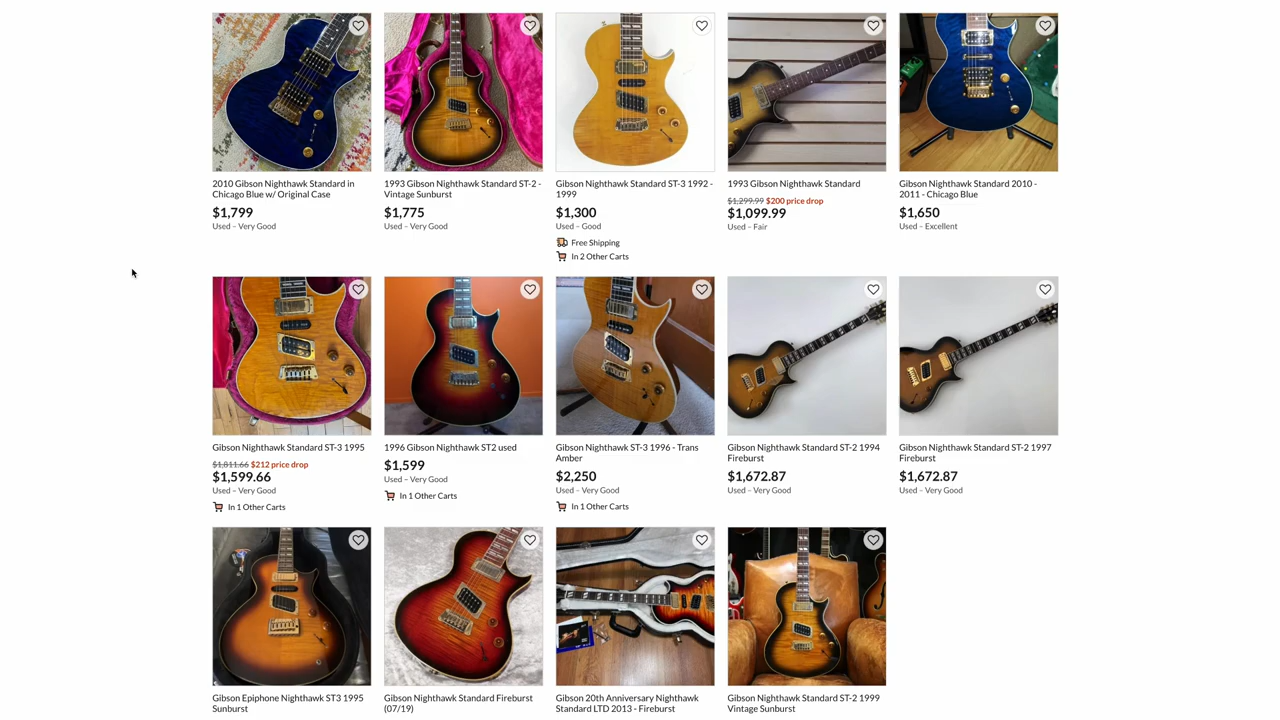 2010 Gibson Nighthawk Standard in
Chicago Blue w/ Original Case
$1,799
Used – Very Good
1993 Gibson Nighthawk Standard ST-2 -
Vintage Sunburst
$1,775
Used – Very Good
Gibson Nighthawk Standard ST-3 1992 -
1999
$1,300
Used – Good
Free Shipping
In 2 Other Carts
1993 Gibson Nighthawk Standard
$1,299.99 $200 price drop
$1,099.99
Used – Fair
Gibson Nighthawk Standard 2010 -
2011 - Chicago Blue
$1,650
Used – Excellent
Gibson Nighthawk Standard ST-3 1995
$1,811.66 $212 price drop
$1,599.66
Used – Very Good
In 1 Other Carts
1996 Gibson Nighthawk ST2 used
$1,599
Used – Very Good
In 1 Other Carts
Gibson Nighthawk ST-3 1996 - Trans
Amber
$2,250
Used – Very Good
In 1 Other Carts
Gibson Nighthawk Standard ST-2 1994
Fireburst
$1,672.87
Used – Very Good
Gibson Nighthawk Standard ST-2 1997
Fireburst
$1,672.87
Used – Very Good
Gibson Epiphone Nighthawk ST3 1995
Sunburst
Gibson Nighthawk Standard Fireburst
(07/19)
Gibson 20th Anniversary Nighthawk
Standard LTD 2013 - Fireburst
Gibson Nighthawk Standard ST-2 1999
Vintage Sunburst